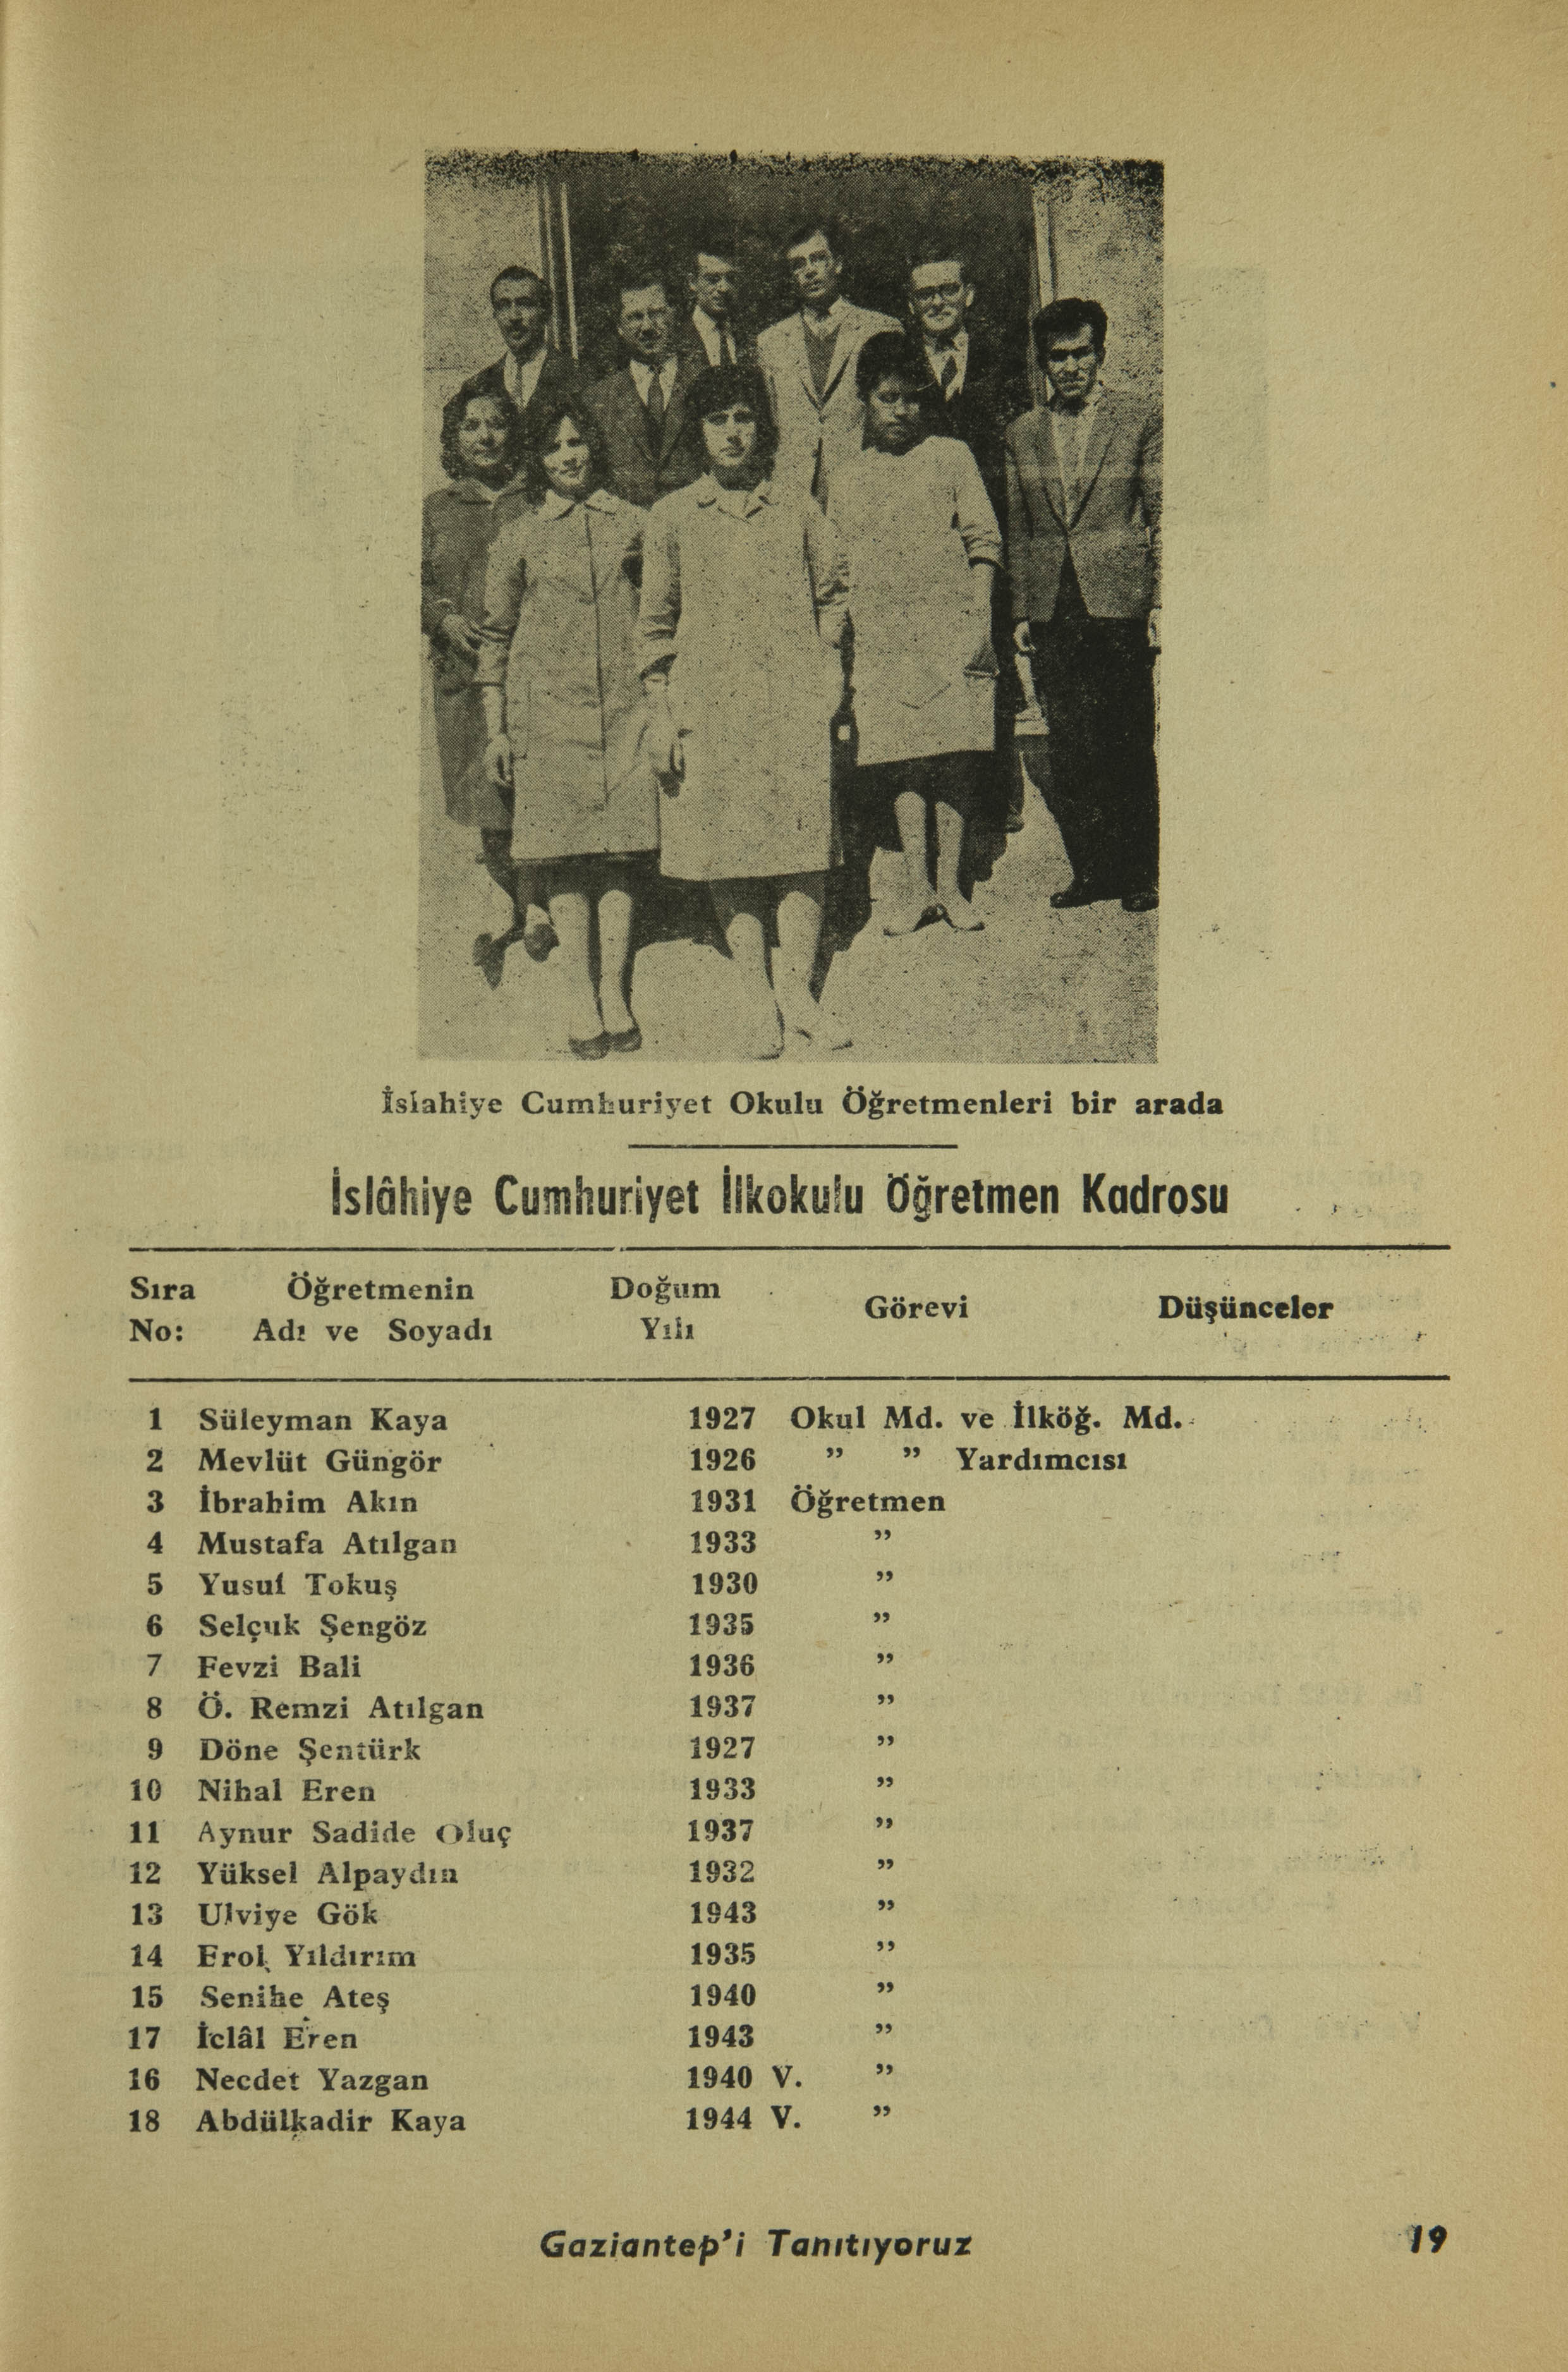 İslahiye Cumhuriyet Okulu Öğretmenleri bir arada
İslâhiye Cumhuriyet İlkokulu Öğretmen Kadrosu
Sıra Öğretmenin Doğum Görevi Düşünceler
No: Adı ve Soyadı Yılı
1 Süleyman Kaya 1927 Okul Md. ve İlköğ. Md.
2 Mevlüt Güngör 1926 ” ” Yardımcısı
3 İbrahim Akın 1931 Öğretmen
4 Mustafa Atılgan 1933 ”
5 Yusuf Tokuş 1930 ”
6 Selçuk Şengöz 1935 ”
7 Fevzi Bali 1936 ”
8 Ö. Remzi Atılgan 1937 ”
9 Döne Şentürk 1927 ”
10 Nihal Eren 1933 ”
11 Aynur Sadide Oluç 1937 ”
12 Yüksel Alpaydın 1932 ”
13 Ulviye Gök 1943 ”
14 Erol Yıldırım 1935 ”
15 Senihe Ateş 1940 ”
17 İclâl Eren 1943 ”
16 Necdet Yazgan 1940 V. ”
18 Abdülkadir Kaya 1944 V. ”
Gaziantep'i Tanıtıyoruz 19